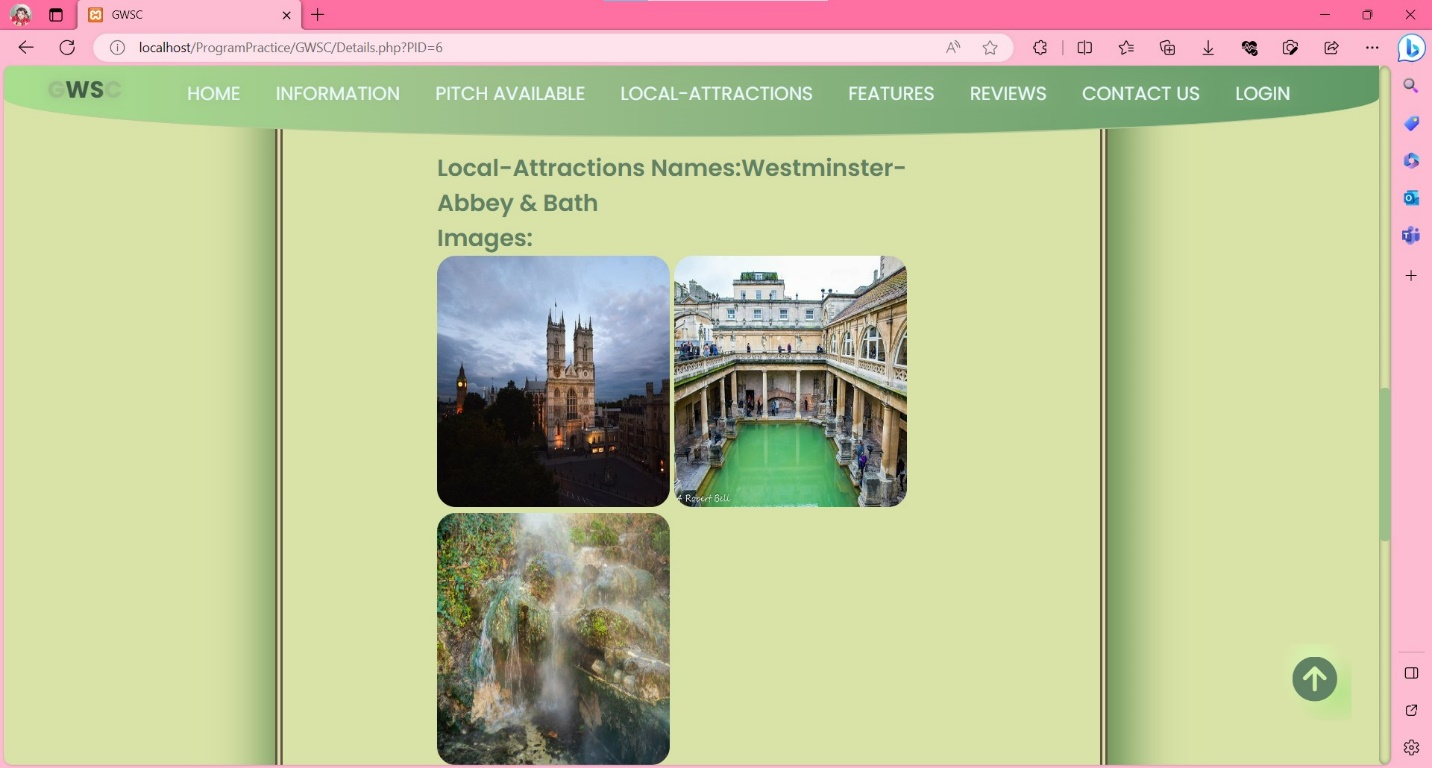 GWSC
localhost/ProgramPractice/GWSC/Details.php?PID=6
GWSC
HOME INFORMATION PITCH AVAILABLE LOCAL-ATTRACTIONS FEATURES REVIEWS CONTACT US LOGIN
Local-Attractions Names:Westminster-
Abbey & Bath
Images:
Robert Bell